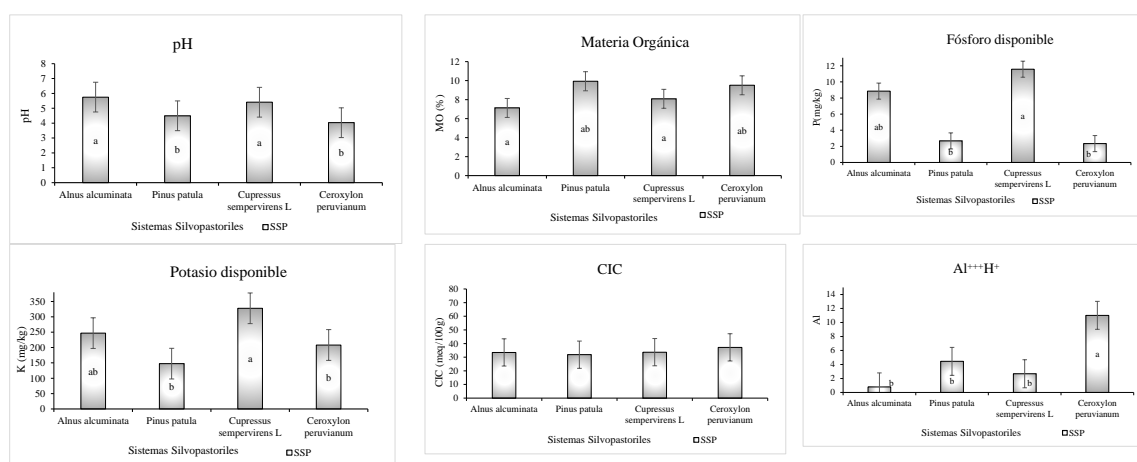 pH
8
7
6
5
4
3
2
1
0
pH
a
b
a
b
Alnus alcuminata
Pinus patula
Cupressus sempervirens L
Ceroxylon peruvianum
Sistemas Silvopastoriles
SSP
Materia Orgánica
12
10
8
6
4
2
0
MO (%)
a
ab
a
ab
Alnus alcuminata
Pinus patula
Cupressus sempervirens L
Ceroxylon peruvianum
Sistemas Silvopastoriles
SSP
Fósforo disponible
12
10
8
6
4
2
0
P(mg/kg)
ab
b
a
b
Alnus alcuminata
Pinus patula
Cupressus sempervirens L
Ceroxylon peruvianum
Sistemas Silvopastoriles
SSP
Potasio disponible
350
300
250
200
150
100
50
0
K (mg/kg)
ab
b
a
b
Alnus alcuminata
Pinus patula
Cupressus sempervirens L
Ceroxylon peruvianum
Sistemas Silvopastoriles
SSP
CIC
80
70
60
50
40
30
20
10
0
CIC (meq/100g)
Alnus alcuminata
Pinus patula
Cupressus sempervirens L
Ceroxylon peruvianum
Sistemas Silvopastoriles
SSP
Al⁺⁺⁺H⁺
14
12
10
8
6
4
2
0
Al
b
b
b
a
Alnus alcuminata
Pinus patula
Cupressus sempervirens L
Ceroxylon peruvianum
Sistemas Silvopastoriles
SSP